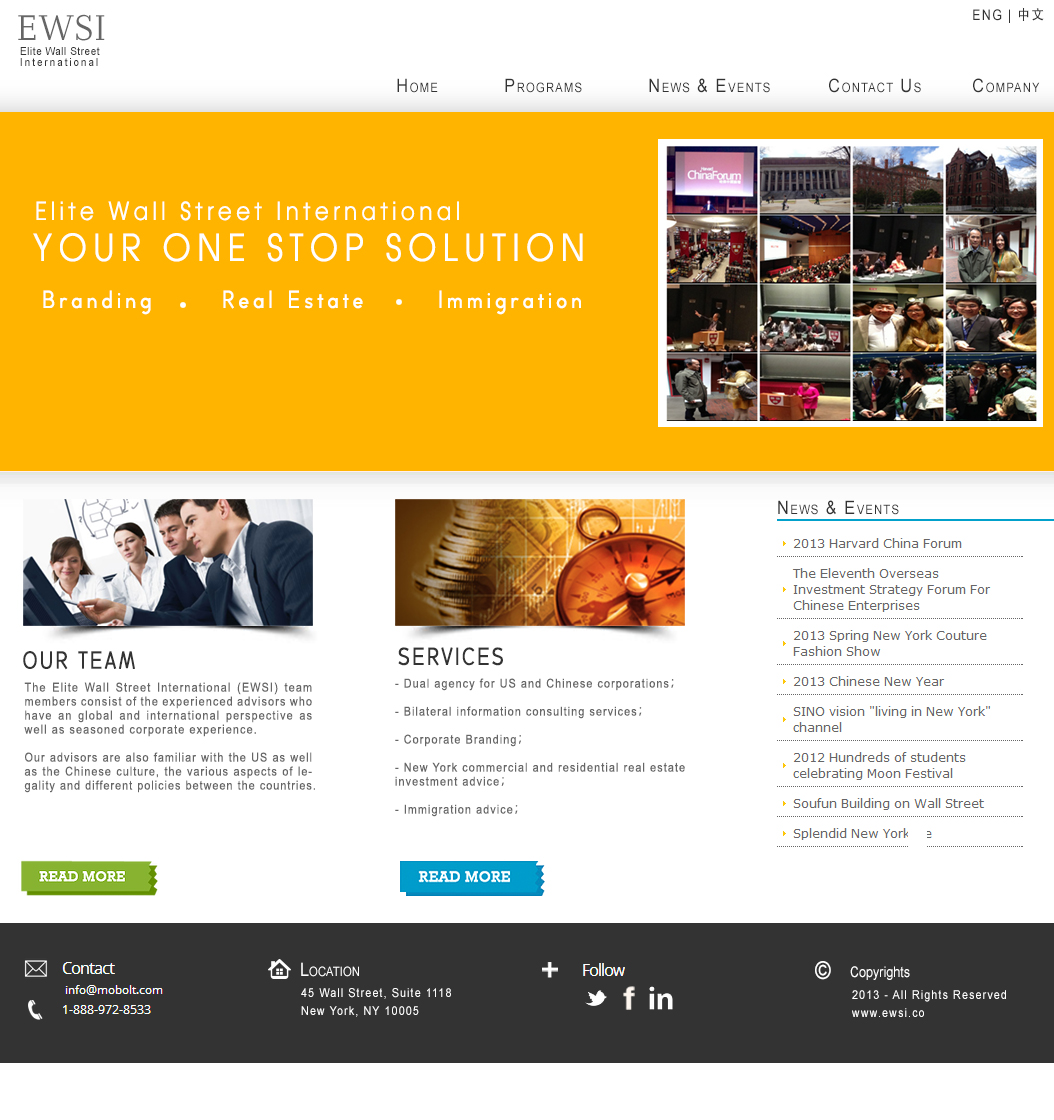 EWSI
Elite Wall Street
International
ENG | 中文
Home
Programs
News & Events
Contact Us
Company
Elite Wall Street International
YOUR ONE STOP SOLUTION
Branding • Real Estate • Immigration
Harvard
ChinaForum
OUR TEAM
The Elite Wall Street International (EWSI) team
members consist of the experienced advisors who
have an global and international perspective as
well as seasoned corporate experience.
Our advisors are also familiar with the US as well
as the Chinese culture, the various aspects of le-
gality and different policies between the countries.
READ MORE
SERVICES
- Dual agency for US and Chinese corporations;
- Bilateral information consulting services;
- Corporate Branding;
- New York commercial and residential real estate
investment advice;
- Immigration advice;
READ MORE
News & Events
2013 Harvard China Forum
The Eleventh Overseas
Investment Strategy Forum For
Chinese Enterprises
2013 Spring New York Couture
Fashion Show
2013 Chinese New Year
SINO vision "living in New York"
channel
2012 Hundreds of students
celebrating Moon Festival
Soufun Building on Wall Street
Splendid New York
Contact
info@mobolt.com
1-888-972-8533
Location
45 Wall Street, Suite 1118
New York, NY 10005
Follow
© Copyrights
2013 - All Rights Reserved
www.ewsi.co